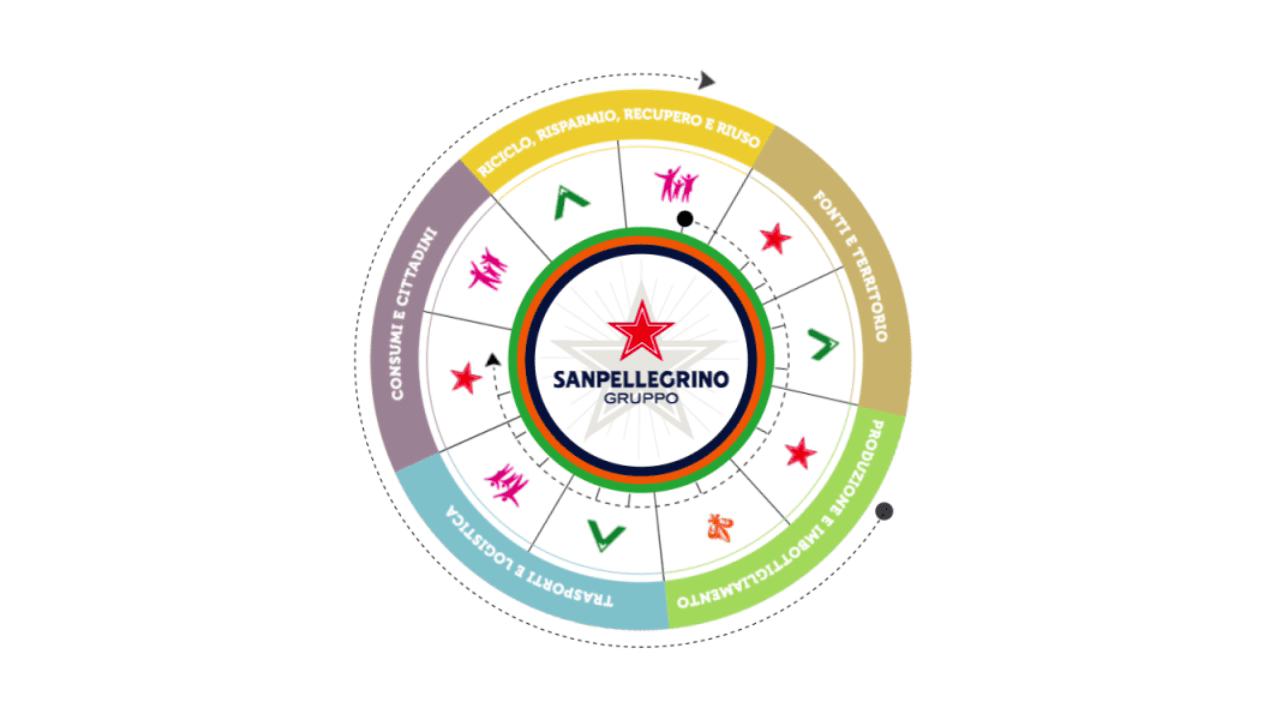 RICICLO, RISPARMIO, RECUPERO E RIUSO
FONTI E TERRITORIO
PRODUZIONE E IMBOTTIGLIAMENTO
TRASPORTI E LOGISTICA
CONSUMI E CITTADINI
SANPELLEGRINO
GRUPPO